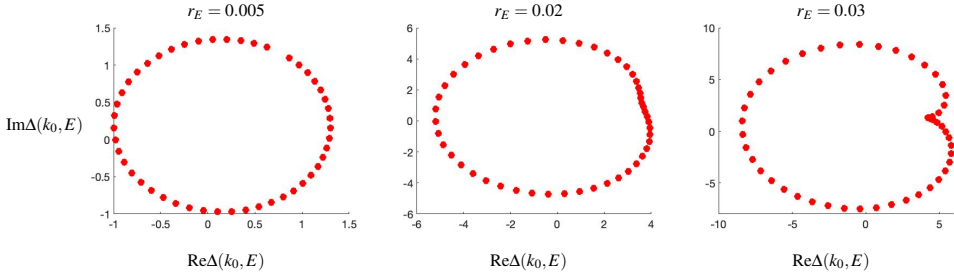 r_E = 0.005
r_E = 0.02
r_E = 0.03
ImΔ(k_0, E)
1.5
1
0.5
0
-0.5
-1
-1 -0.5 0 0.5 1 1.5
ReΔ(k_0, E)
6
4
2
0
-2
-4
-6
-6 -4 -2 0 2 4
ReΔ(k_0, E)
10
5
0
-5
-10 -5 0 5
ReΔ(k_0, E)